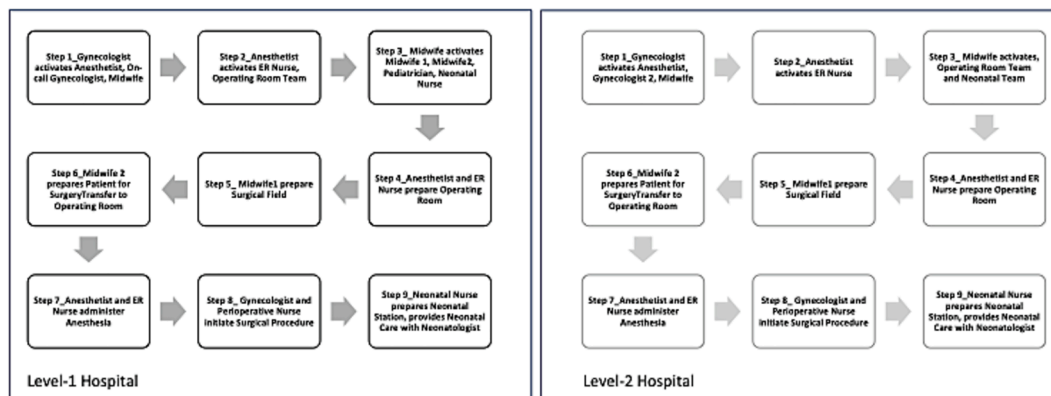 Step 1_Gynecologist
activates Anesthetist, On-
call Gynecologist, Midwife
Step 2_Anesthetist
activates ER Nurse,
Operating Room Team
Step 3_ Midwife activates
Midwife 1, Midwife2,
Pediatrician, Neonatal
Nurse
Step 6_Midwife 2
prepares Patient for
SurgeryTransfer to
Operating Room
Step 5_ Midwife1 prepare
Surgical Field
Step 4_Anesthetist and ER
Nurse prepare Operating
Room
Step 7_Anesthetist and ER
Nurse administer
Anesthesia
Step 8_ Gynecologist and
Perioperative Nurse
initiate Surgical Procedure
Step 9_Neonatal Nurse
prepares Neonatal
Station, provides Neonatal
Care with Neonatologist
Level-1 Hospital
Step 1_Gynecologist
activates Anesthetist,
Gynecologist 2, Midwife
Step 2_Anesthetist
activates ER Nurse
Step 3_ Midwife activates,
Operating Room Team
and Neonatal Team
Step 6_Midwife 2
prepares Patient for
SurgeryTransfer to
Operating Room
Step 5_ Midwife1 prepare
Surgical Field
Step 4_Anesthetist and ER
Nurse prepare Operating
Room
Step 7_Anesthetist and ER
Nurse administer
Anesthesia
Step 8_ Gynecologist and
Perioperative Nurse
initiate Surgical Procedure
Step 9_Neonatal Nurse
prepares Neonatal
Station, provides Neonatal
Care with Neonatologist
Level-2 Hospital